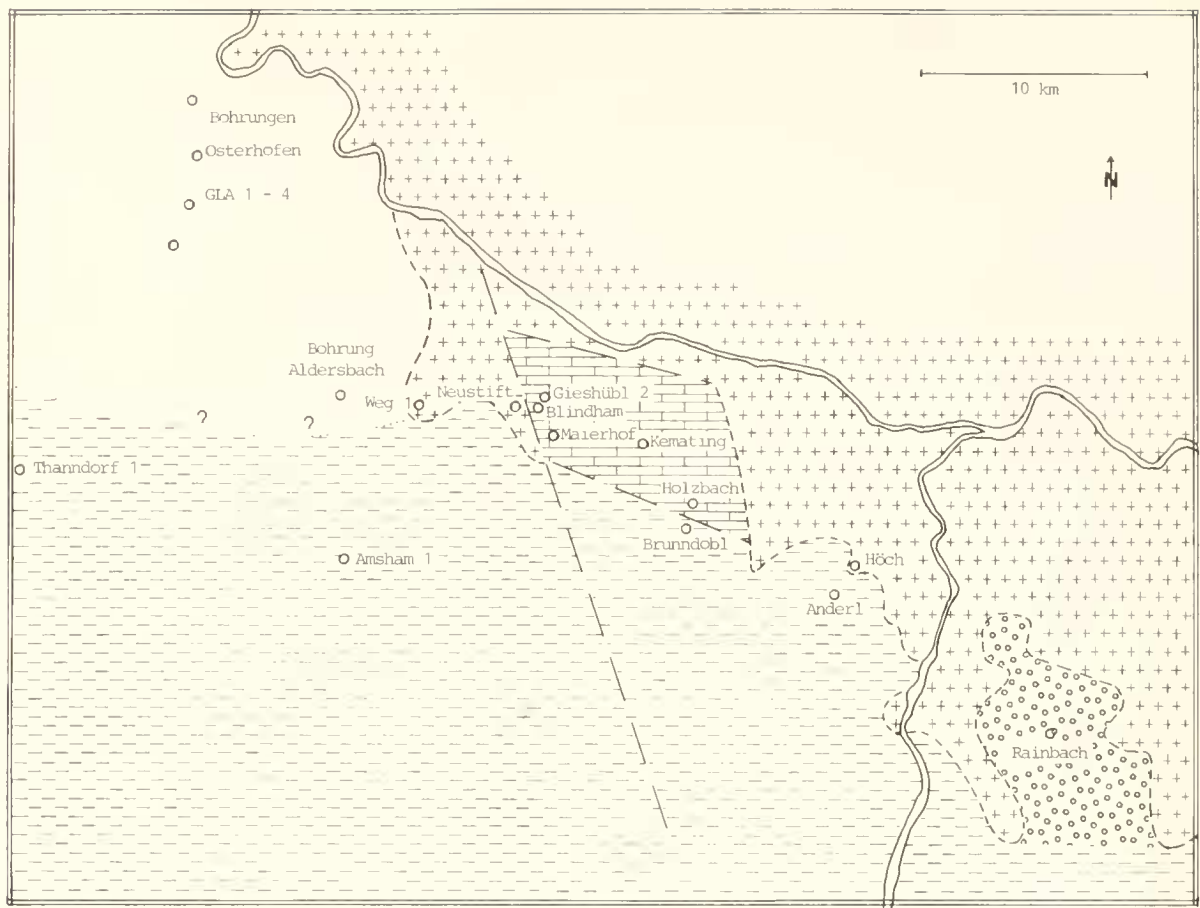 10 km
N
Bohrungen
Osterhofen
GLA 1 - 4
Bohrung
Aldersbach
Weg 1
Neustift
Gieshübl 2
Blindham
Maierhof
Kemating
?
?
Thanndorf 1
Holzbach
Brunndobl
Amsham 1
Höch
Anderl
Rainbach